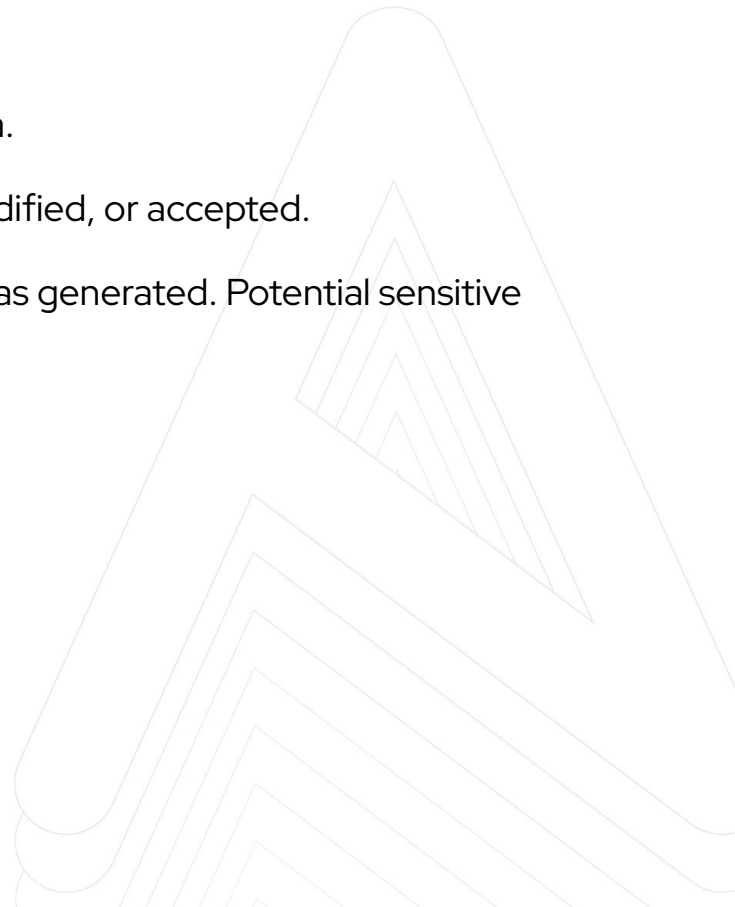 .
dified, or accepted.
as generated. Potential sensitive